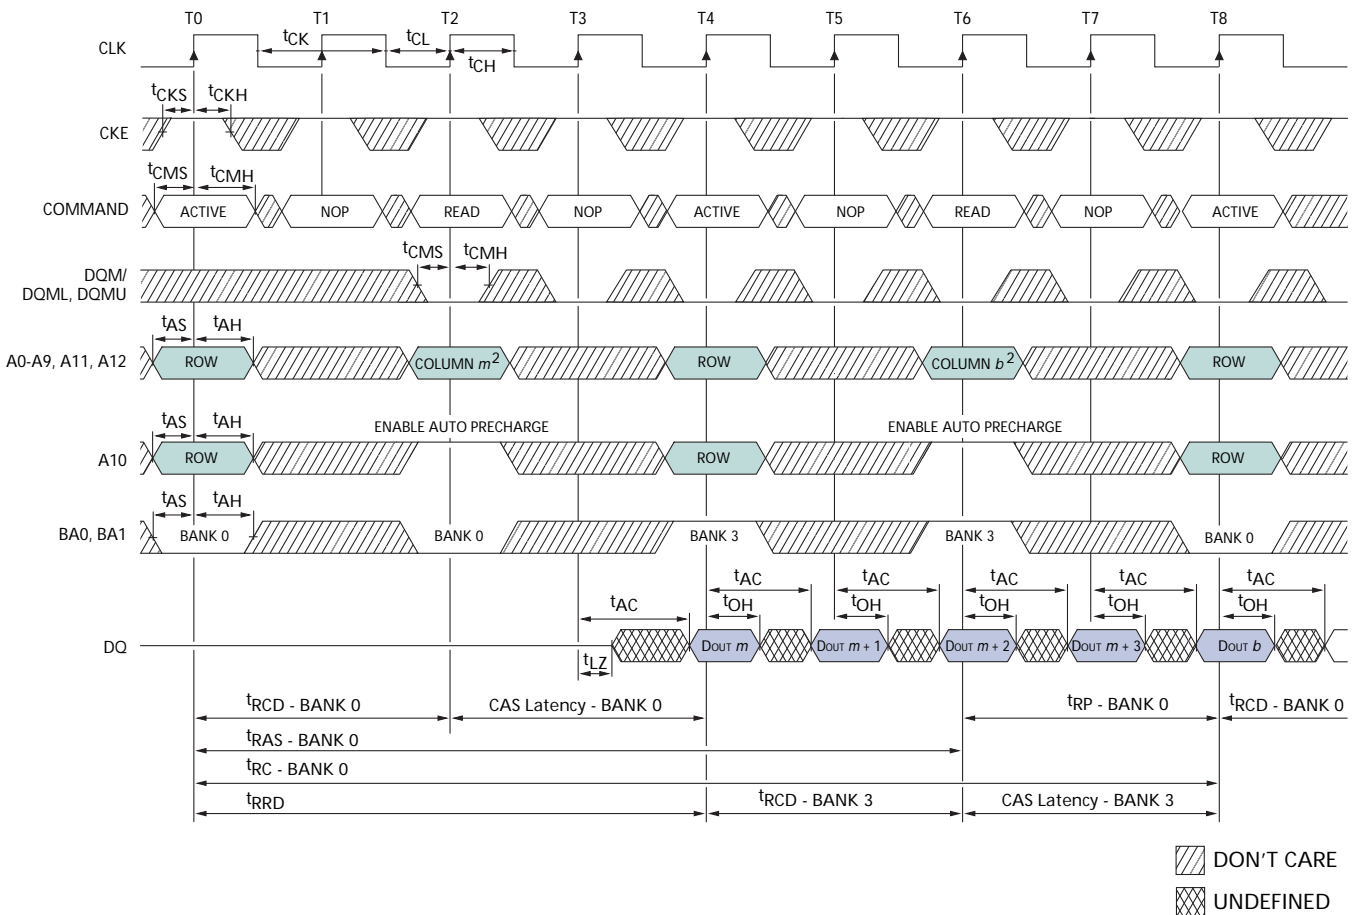 T0 T1 T2 T3 T4 T5 T6 T7 T8
CLK tCK tCL tCH
tCKS tCKH
CKE
tCMS tCMH
COMMAND ACTIVE NOP READ NOP ACTIVE NOP READ NOP ACTIVE
tCMS tCMH
DQM/
DQML, DQMU
tAS tAH
A0-A9, A11, A12 ROW COLUMN m2 ROW COLUMN b2 ROW
tAS tAH ENABLE AUTO PRECHARGE ENABLE AUTO PRECHARGE
A10 ROW ROW ROW
tAS tAH
BA0, BA1 BANK 0 BANK 0 BANK 3 BANK 3 BANK 0
tAC tAC tAC tAC tAC tAC
tOH tOH tOH tOH tOH
DQ DOUT m DOUT m + 1 DOUT m + 2 DOUT m + 3 DOUT b
tLZ
tRCD - BANK 0 CAS Latency - BANK 0 tRP - BANK 0 tRCD - BANK 0
tRAS - BANK 0
tRC - BANK 0
tRRD tRCD - BANK 3 CAS Latency - BANK 3
DON'T CARE
UNDEFINED